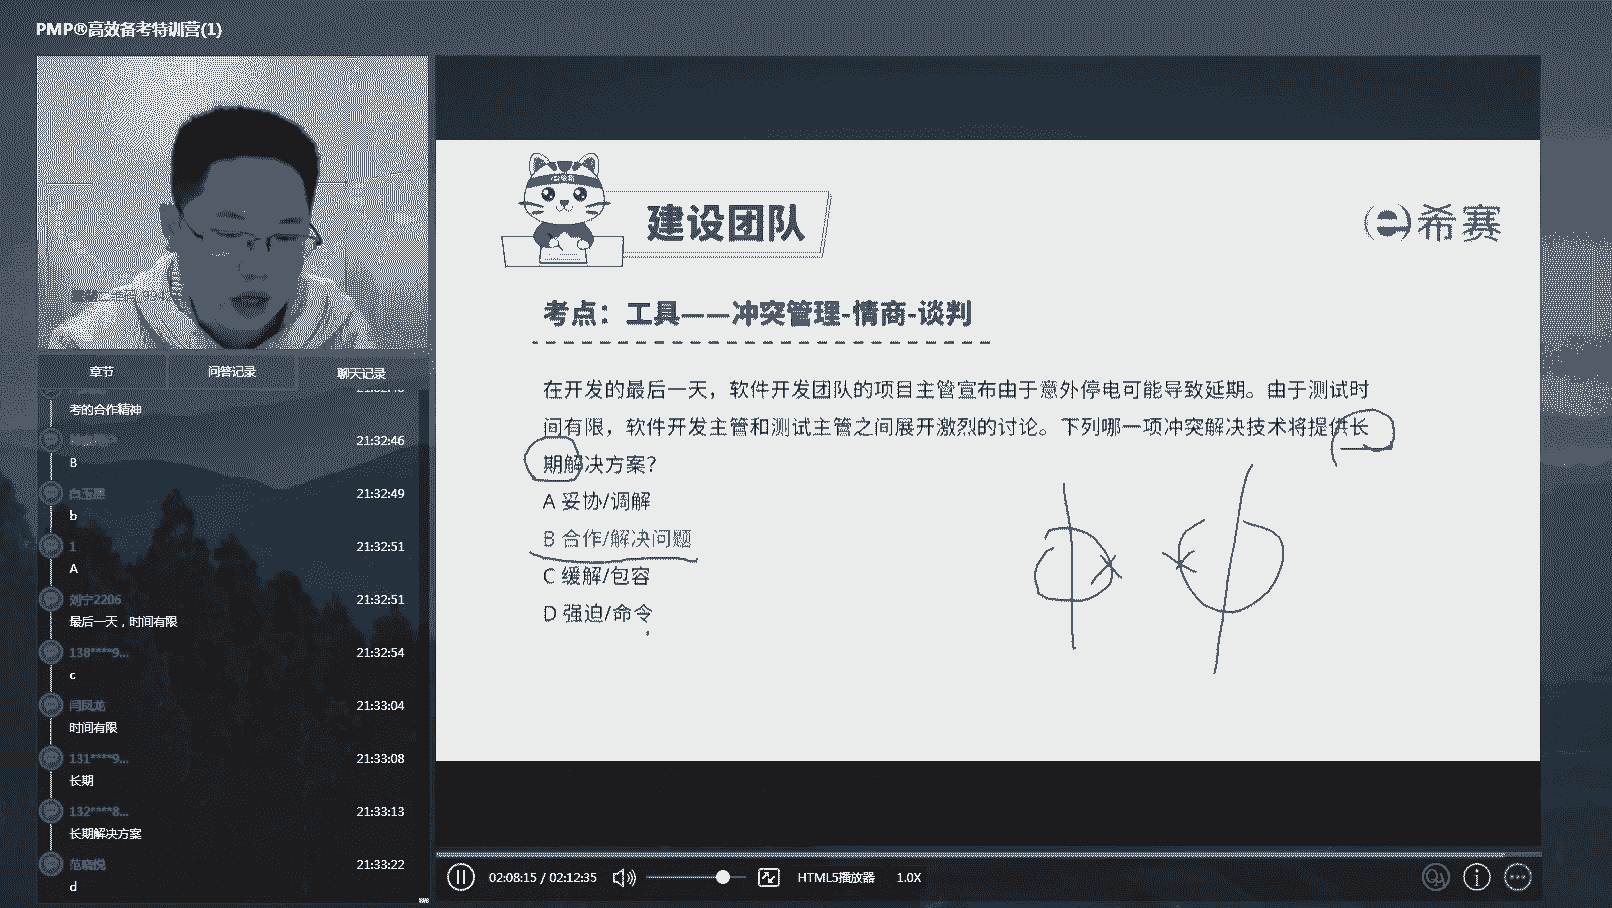 PMP®高效备考特训营(1)
章节
问答记录
聊天记录
考的合作精神
21:32:46
B
白玉霞
21:32:49
b
1
21:32:51
A
刘宁2206
21:32:51
最后一天，时间有限
138****9...
21:32:54
c
闫凤龙
21:33:04
时间有限
131****9...
21:33:08
长期
132****8...
21:33:13
长期解决方案
范晓悦
21:33:22
d
建设团队
希赛
考点：工具——冲突管理-情商-谈判
在开发的最后一天，软件开发团队的项目主管宣布由于意外停电可能导致延期。由于测试时
间有限，软件开发主管和测试主管之间展开激烈的讨论。下列哪一项冲突解决技术将提供长
期解决方案？
A 妥协/调解
B 合作/解决问题
C 缓解/包容
D 强迫/命令
02:08:15 / 02:12:35
HTML5播放器
1.0X